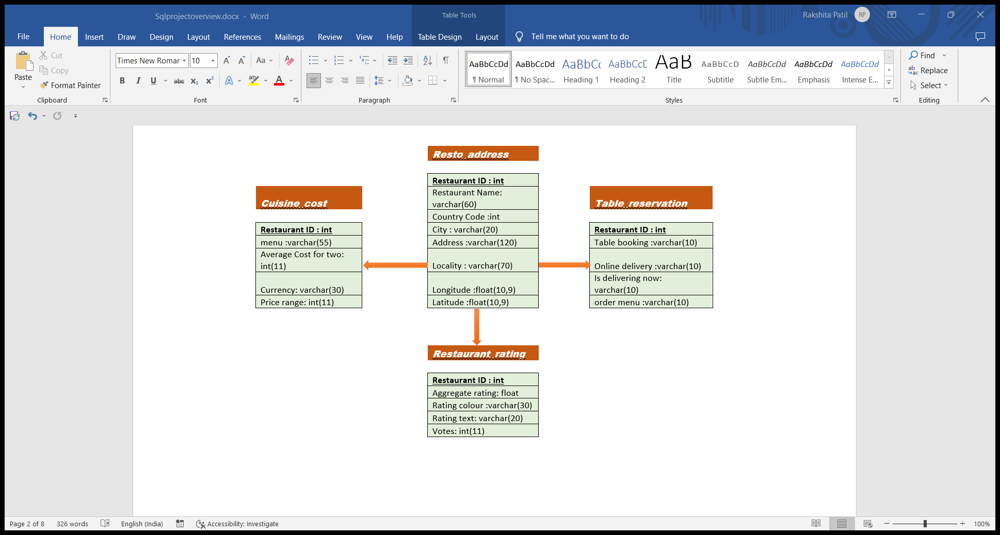 Sqlprojectoverview.docx - Word
Table Tools
Rakshita Patil
RP
File
Home
Insert
Draw
Design
Layout
References
Mailings
Review
View
Help
Table Design
Layout
Tell me what you want to do
Paste
Cut
Copy
Format Painter
Clipboard
Times New Romar
10
Aa
B I U abc x₂ x² A ab A
Font
Paragraph
AaBbCcDd
¶ Normal
AaBbCcDd
¶ No Spac...
AaBbCc
Heading 1
AaBbCcD
Heading 2
AaB
Title
AaBbCcD
Subtitle
AaBbCcDd
Subtle Em...
AaBbCcDd
Emphasis
AaBbCcDd
Intense E...
Styles
Find
Replace
Select
Editing
Resto_address
Restaurant ID : int
Restaurant Name:
varchar(60)
Country Code :int
City : varchar(20)
Address :varchar(120)
Locality : varchar(70)
Longitude :float(10,9)
Latitude :float(10,9)
Cuisine_cost
Restaurant ID : int
menu :varchar(55)
Average Cost for two:
int(11)
Currency: varchar(30)
Price range: int(11)
Table_reservation
Restaurant ID : int
Table booking :varchar(10)
Online delivery :varchar(10)
Is delivering now:
varchar(10)
order menu :varchar(10)
Restaurant_rating
Restaurant ID : int
Aggregate rating: float
Rating colour :varchar(30)
Rating text: varchar(20)
Votes: int(11)
Page 2 of 8
326 words
English (India)
Accessibility: Investigate
100%